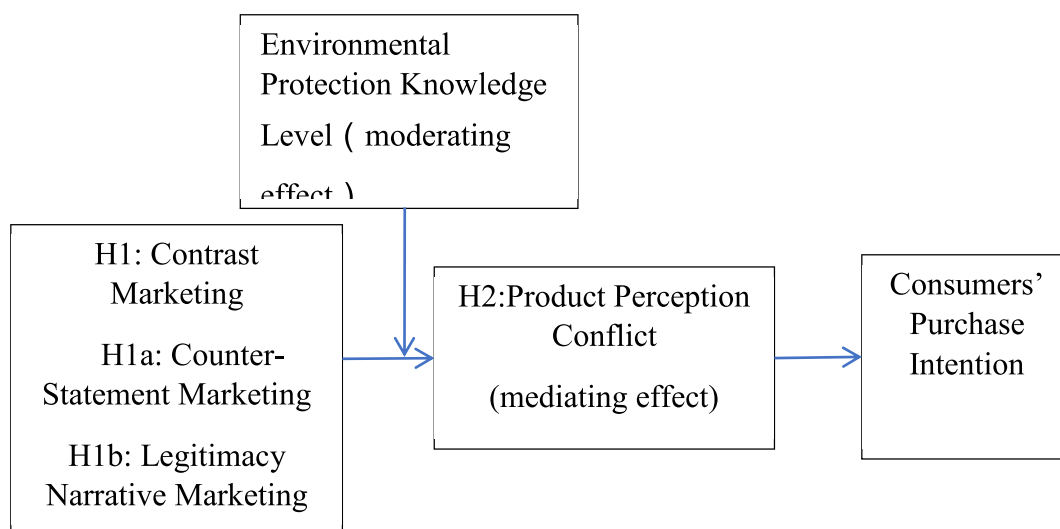 Environmental
Protection Knowledge
Level ( moderating
effect )
H1: Contrast
Marketing
H1a: Counter-
Statement Marketing
H1b: Legitimacy
Narrative Marketing
H2:Product Perception
Conflict
(mediating effect)
Consumers’
Purchase
Intention